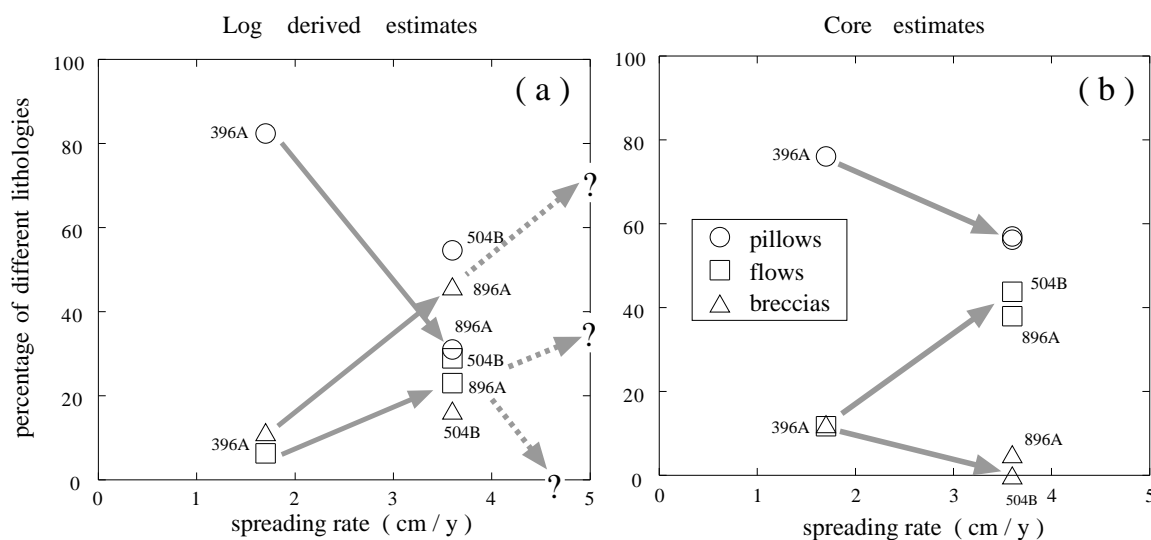 Log derived estimates
Core estimates
percentage of different lithologies
100
80
60
40
20
0
( a )
396A
504B
896A
896A
504B
896A
504B
396A
?
?
?
0 1 2 3 4 5
spreading rate ( cm / y )
100
80
60
40
20
0
( b )
396A
pillows
flows
breccias
504B
896A
396A
896A
504B
0 1 2 3 4 5
spreading rate ( cm / y )